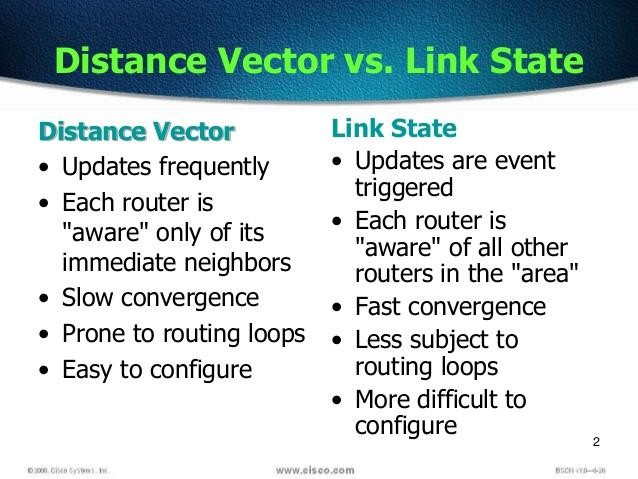 Distance Vector vs. Link State
Distance Vector
• Updates frequently
• Each router is
"aware" only of its
immediate neighbors
• Slow convergence
• Prone to routing loops
• Easy to configure
Link State
• Updates are event
triggered
• Each router is
"aware" of all other
routers in the "area"
• Fast convergence
• Less subject to
routing loops
• More difficult to
configure
2
© 2000, Cisco Systems, Inc.
www.cisco.com
BSCN v1.0—6-26